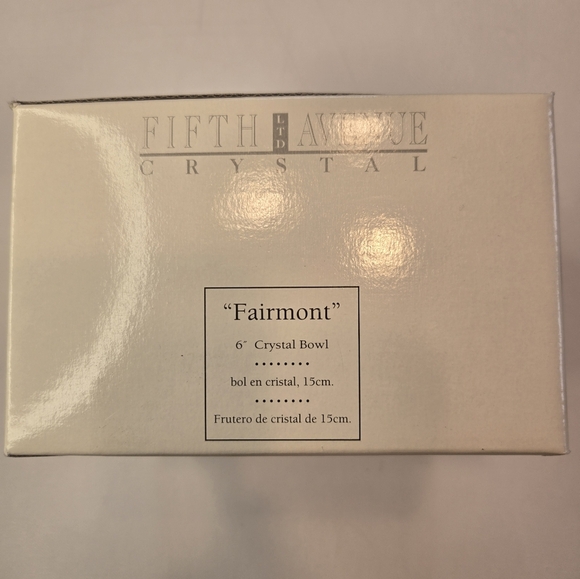 FIFTH LTD AVENUE
CRYSTAL
“Fairmont”
6″ Crystal Bowl
bol en cristal, 15cm.
Frutero de cristal de 15cm.